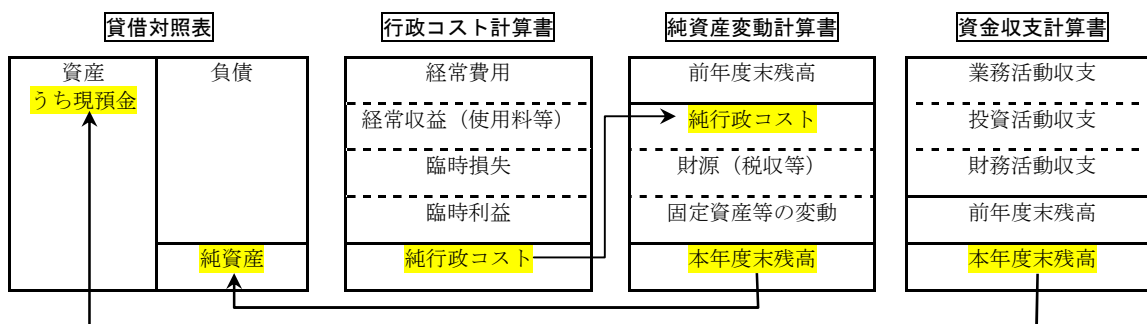 貸借対照表
資産
うち現預金
負債
純資産
行政コスト計算書
経常費用
経常収益（使用料等）
臨時損失
臨時利益
純行政コスト
純資産変動計算書
前年度末残高
純行政コスト
財源（税収等）
固定資産等の変動
本年度末残高
資金収支計算書
業務活動収支
投資活動収支
財務活動収支
前年度末残高
本年度末残高